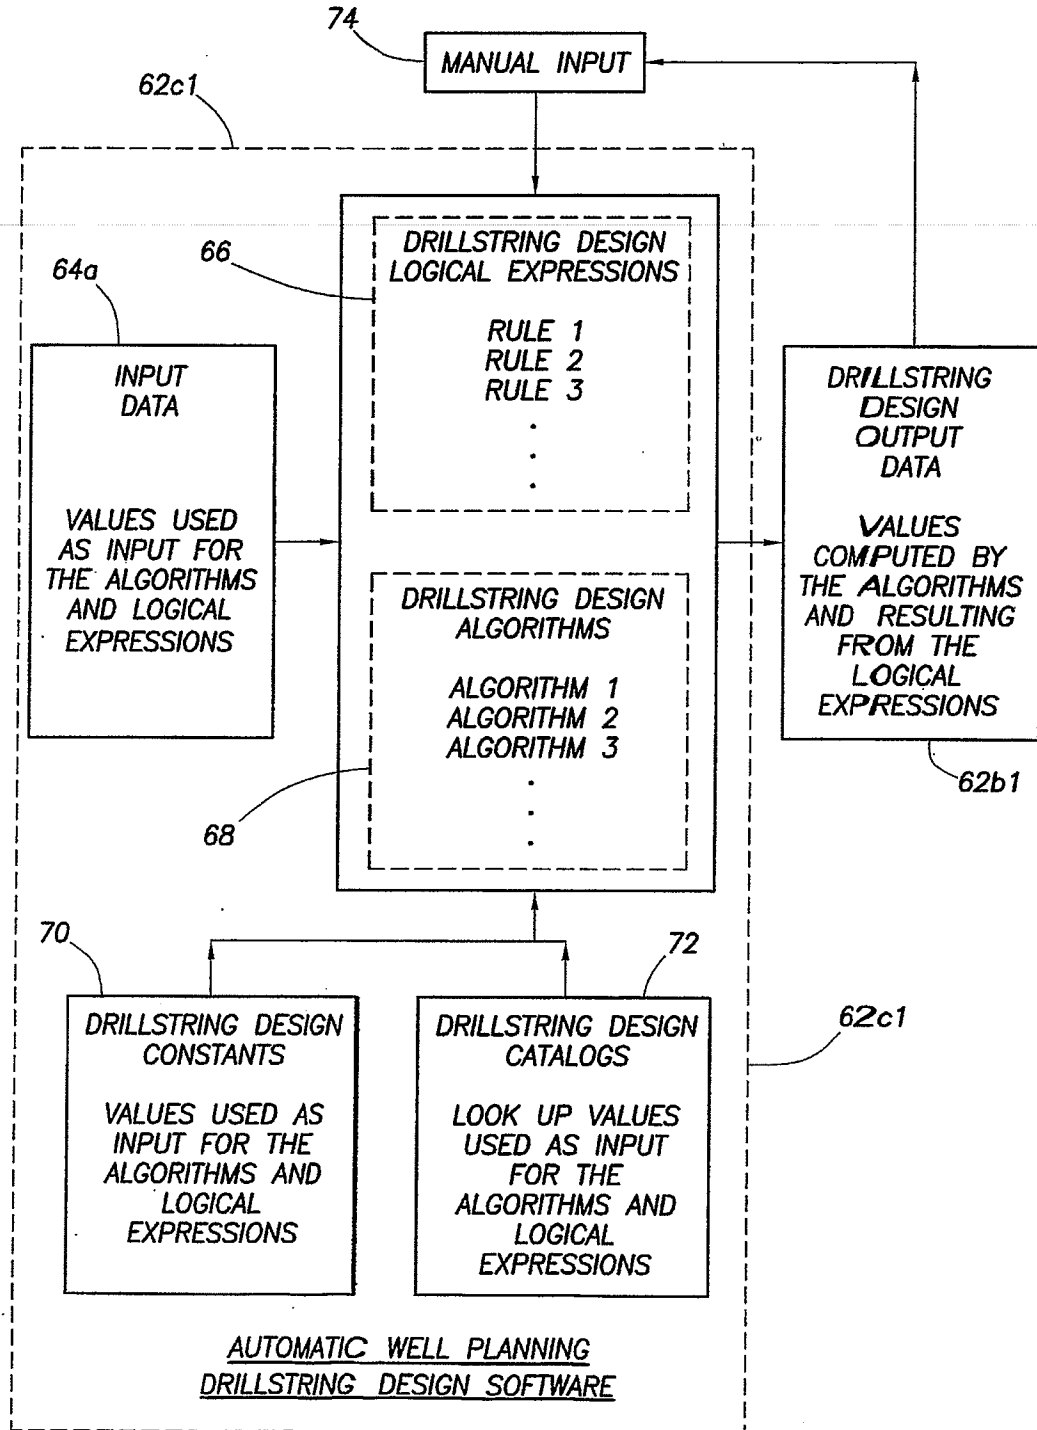 74
MANUAL INPUT
62c1
66
DRILLSTRING DESIGN
LOGICAL EXPRESSIONS
RULE 1
RULE 2
RULE 3
.
.
.
64a
INPUT
DATA
VALUES USED
AS INPUT FOR
THE ALGORITHMS
AND LOGICAL
EXPRESSIONS
DRILLSTRING
DESIGN
OUTPUT
DATA
VALUES
COMPUTED BY
THE ALGORITHMS
AND RESULTING
FROM THE
LOGICAL
EXPRESSIONS
62b1
DRILLSTRING DESIGN
ALGORITHMS
ALGORITHM 1
ALGORITHM 2
ALGORITHM 3
.
.
.
68
70
DRILLSTRING DESIGN
CONSTANTS
VALUES USED AS
INPUT FOR THE
ALGORITHMS AND
LOGICAL
EXPRESSIONS
72
DRILLSTRING DESIGN
CATALOGS
LOOK UP VALUES
USED AS INPUT
FOR THE
ALGORITHMS AND
LOGICAL
EXPRESSIONS
62c1
AUTOMATIC WELL PLANNING
DRILLSTRING DESIGN SOFTWARE